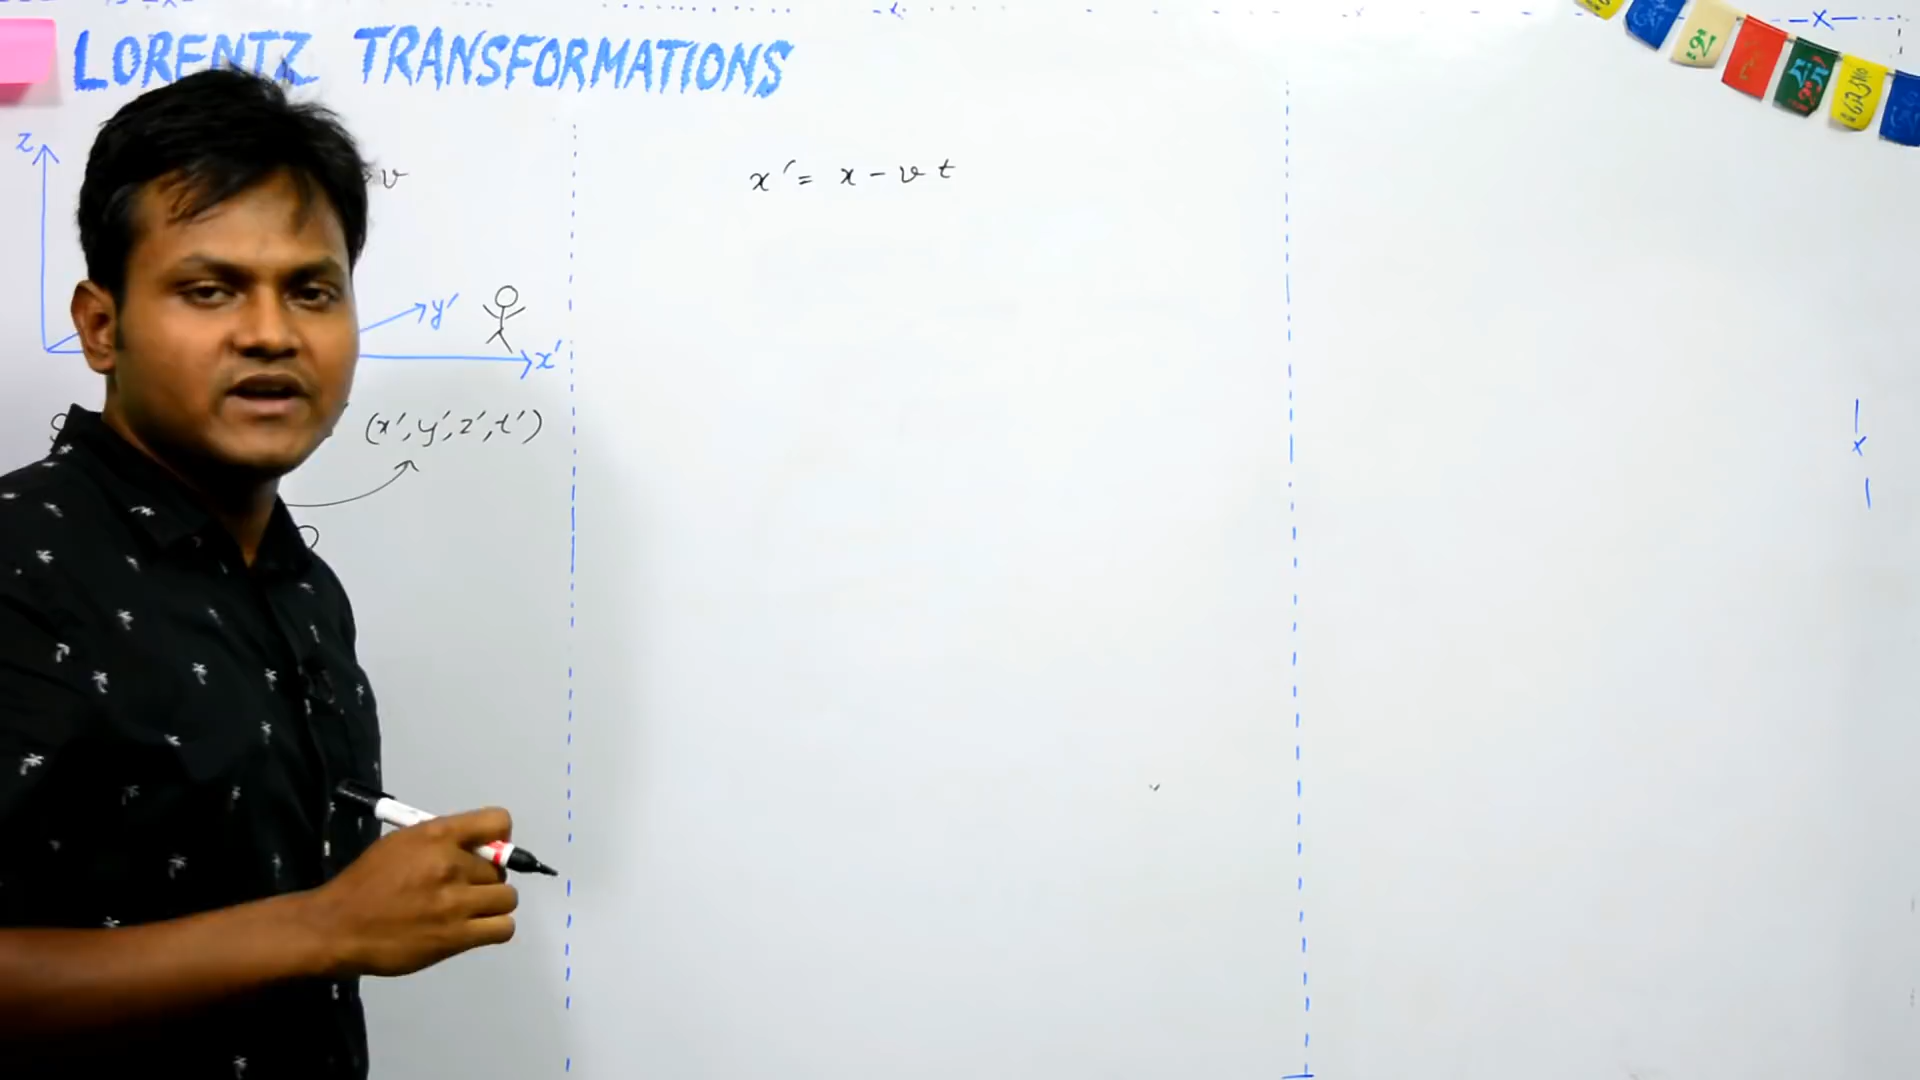 LORENTZ TRANSFORMATIONS
z
v
x' = x - vt
y'
x'
(x', y', z', t')